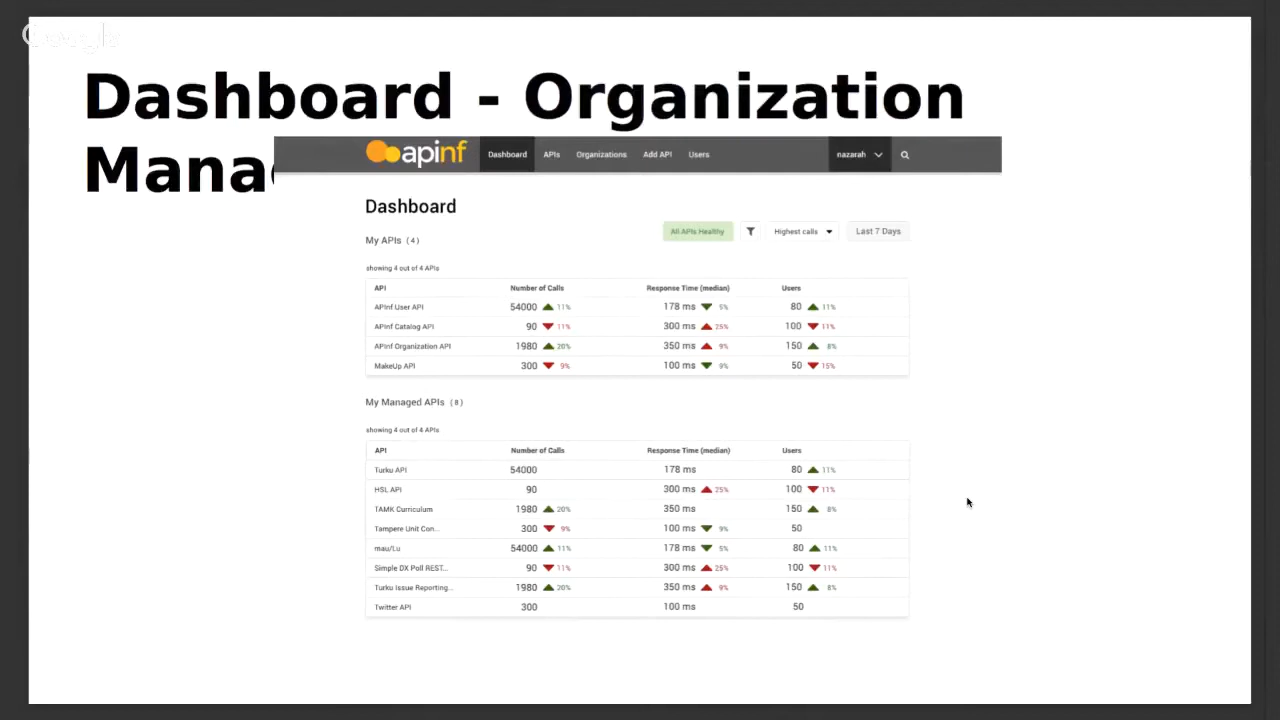 Google
Dashboard - Organization
Mana
apinf Dashboard APIs Organizations Add API Users nazarah
Dashboard
All APIs Healthy Highest calls Last 7 Days
My APIs (4)
showing 4 out of 4 APIs
API Number of Calls Response Time (median) Users
APInf User API 54000 11% 178 ms 5% 80 11%
APInf Catalog API 90 11% 300 ms 25% 100 11%
APInf Organization API 1980 20% 350 ms 9% 150 8%
MakeUp API 300 9% 100 ms 9% 50 15%
My Managed APIs (8)
showing 4 out of 4 APIs
API Number of Calls Response Time (median) Users
Turku API 54000 178 ms 80 11%
HSL API 90 300 ms 25% 100 11%
TAMK Curriculum 1980 20% 350 ms 150 8%
Tampere Unit Con... 300 9% 100 ms 9% 50
mau/Lu 54000 11% 178 ms 5% 80 11%
Simple DX Poll REST... 90 11% 300 ms 25% 100 11%
Turku Issue Reporting... 1980 20% 350 ms 9% 150 8%
Twitter API 300 100 ms 50